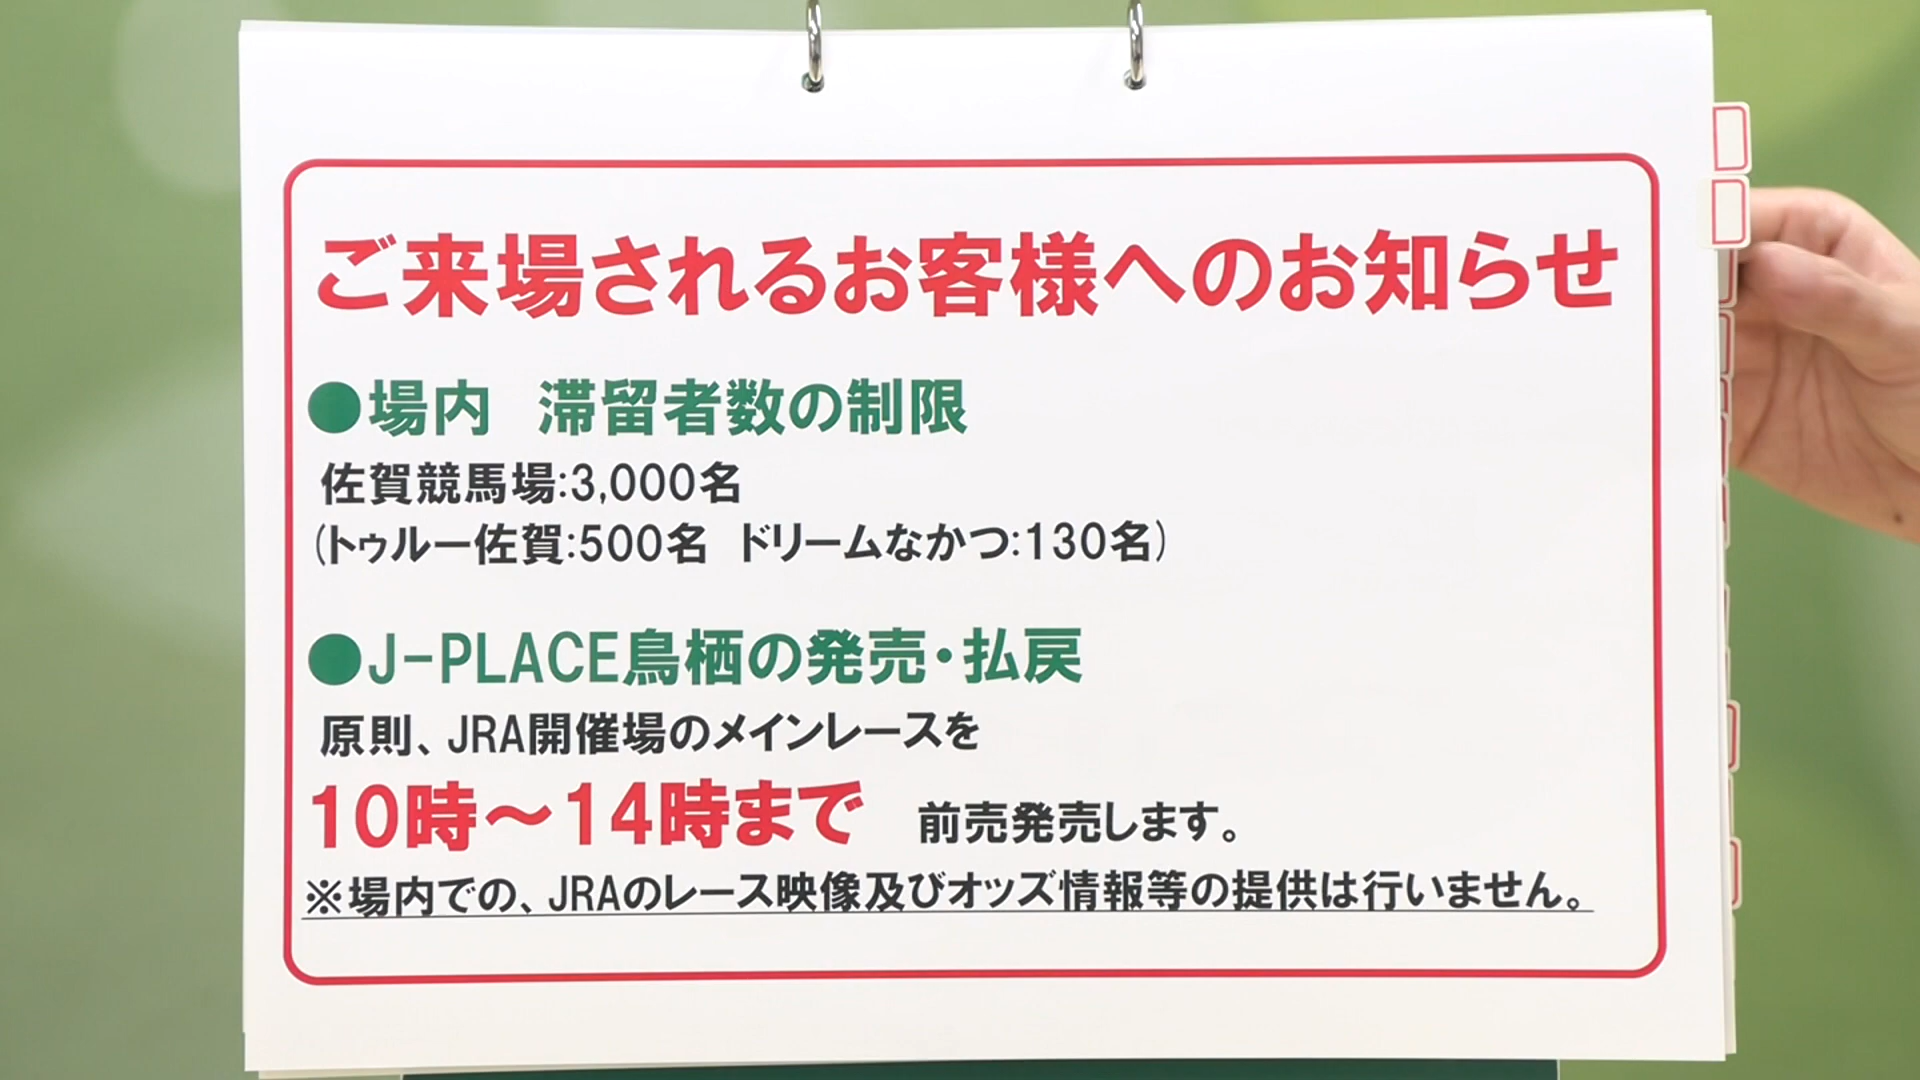 ご来場されるお客様へのお知らせ
●場内　滞留者数の制限
佐賀競馬場:3,000名
(トゥルー佐賀:500名　ドリームなかつ:130名)
●J-PLACE鳥栖の発売・払戻
原則、JRA開催場のメインレースを
10時～14時まで　前売発売します。
※場内での、JRAのレース映像及びオッズ情報等の提供は行いません。